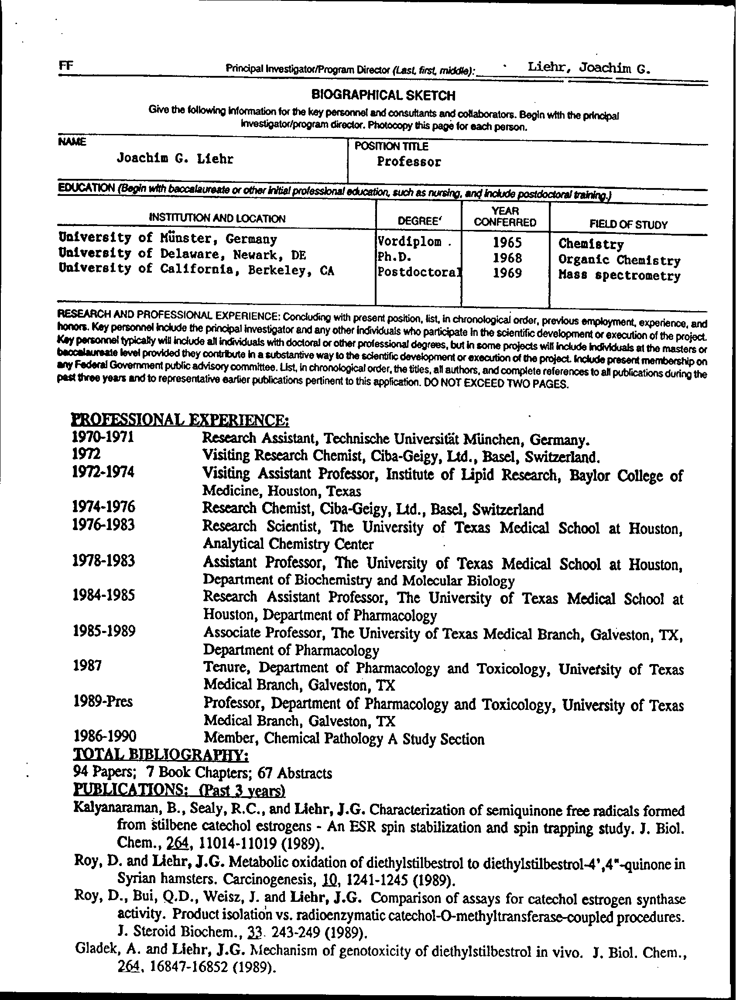 FF
Principal Investigator/Program Director (Last, first, middle): Liehr, Joachim G.
BIOGRAPHICAL SKETCH
Give the following information for the key personnel and consultants and collaborators. Begin with the principal
investigator/program director. Photocopy this page for each person.
NAME
POSITION TITLE
Joachim G. Liehr
Professor
EDUCATION (Begin with baccalaureate or other initial professional education, such as nursing, and include postdoctoral training.)
INSTITUTION AND LOCATION
DEGREE
YEAR
CONFERRED
FIELD OF STUDY
University of Münster, Germany Vordiplom . 1965 Chemistry
University of Delaware, Newark, DE Ph.D. 1968 Organic Chemistry
University of California, Berkeley, CA Postdoctoral 1969 Mass spectrometry
RESEARCH AND PROFESSIONAL EXPERIENCE: Concluding with present position, list, in chronological order, previous employment, experience, and
honors. Key personnel include the principal investigator and any other individuals who participate in the scientific development or execution of the project.
Key personnel typically will include all individuals with doctoral or other professional degrees, but in some projects will include individuals at the masters or
baccalaureate level provided they contribute in a substantive way to the scientific development or execution of the project. Include present membership on
any Federal Government public advisory committee. List, in chronological order, the titles, all authors, and complete references to all publications during the
past three years and to representative earlier publications pertinent to this application. DO NOT EXCEED TWO PAGES.
PROFESSIONAL EXPERIENCE:
1970-1971 Research Assistant, Technische Universität München, Germany.
1972 Visiting Research Chemist, Ciba-Geigy, Ltd., Basel, Switzerland.
1972-1974 Visiting Assistant Professor, Institute of Lipid Research, Baylor College of
Medicine, Houston, Texas
1974-1976 Research Chemist, Ciba-Geigy, Ltd., Basel, Switzerland
1976-1983 Research Scientist, The University of Texas Medical School at Houston,
Analytical Chemistry Center
1978-1983 Assistant Professor, The University of Texas Medical School at Houston,
Department of Biochemistry and Molecular Biology
1984-1985 Research Assistant Professor, The University of Texas Medical School at
Houston, Department of Pharmacology
1985-1989 Associate Professor, The University of Texas Medical Branch, Galveston, TX,
Department of Pharmacology
1987 Tenure, Department of Pharmacology and Toxicology, University of Texas
Medical Branch, Galveston, TX
1989-Pres Professor, Department of Pharmacology and Toxicology, University of Texas
Medical Branch, Galveston, TX
1986-1990 Member, Chemical Pathology A Study Section
TOTAL BIBLIOGRAPHY:
94 Papers; 7 Book Chapters; 67 Abstracts
PUBLICATIONS: (Past 3 years)
Kalyanaraman, B., Sealy, R.C., and Liehr, J.G. Characterization of semiquinone free radicals formed
from stilbene catechol estrogens - An ESR spin stabilization and spin trapping study. J. Biol.
Chem., 264, 11014-11019 (1989).
Roy, D. and Liehr, J.G. Metabolic oxidation of diethylstilbestrol to diethylstilbestrol-4',4"-quinone in
Syrian hamsters. Carcinogenesis, 10, 1241-1245 (1989).
Roy, D., Bui, Q.D., Weisz, J. and Liehr, J.G. Comparison of assays for catechol estrogen synthase
activity. Product isolation vs. radioenzymatic catechol-O-methyltransferase-coupled procedures.
J. Steroid Biochem., 33, 243-249 (1989).
Gladek, A. and Liehr, J.G. Mechanism of genotoxicity of diethylstilbestrol in vivo. J. Biol. Chem.,
264, 16847-16852 (1989).